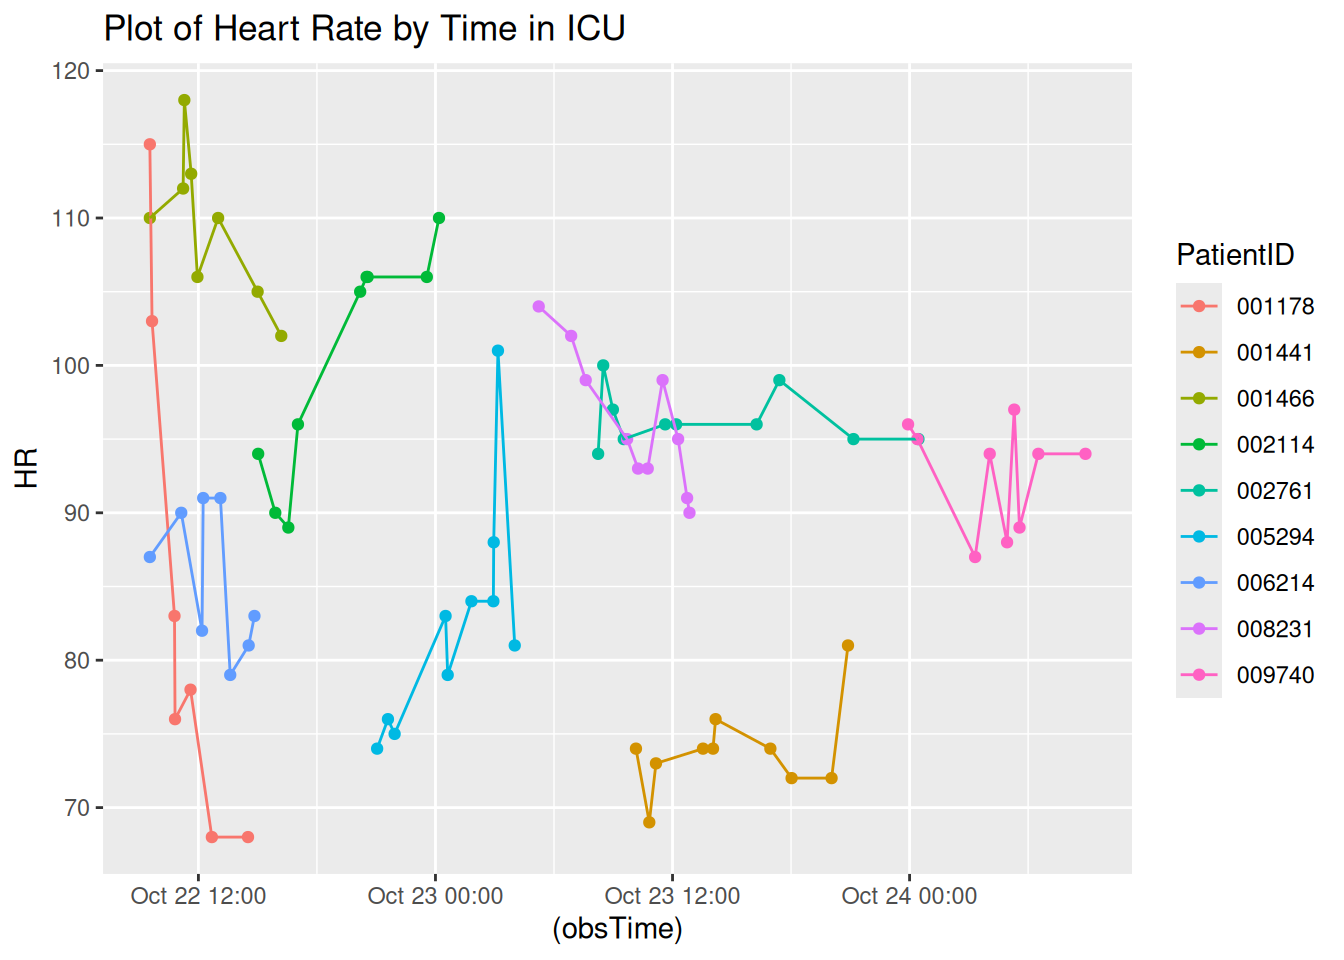 Plot of Heart Rate by Time in ICU
120
110
100
90
80
70
HR
Oct 22 12:00
Oct 23 00:00
Oct 23 12:00
Oct 24 00:00
(obsTime)
PatientID
001178
001441
001466
002114
002761
005294
006214
008231
009740